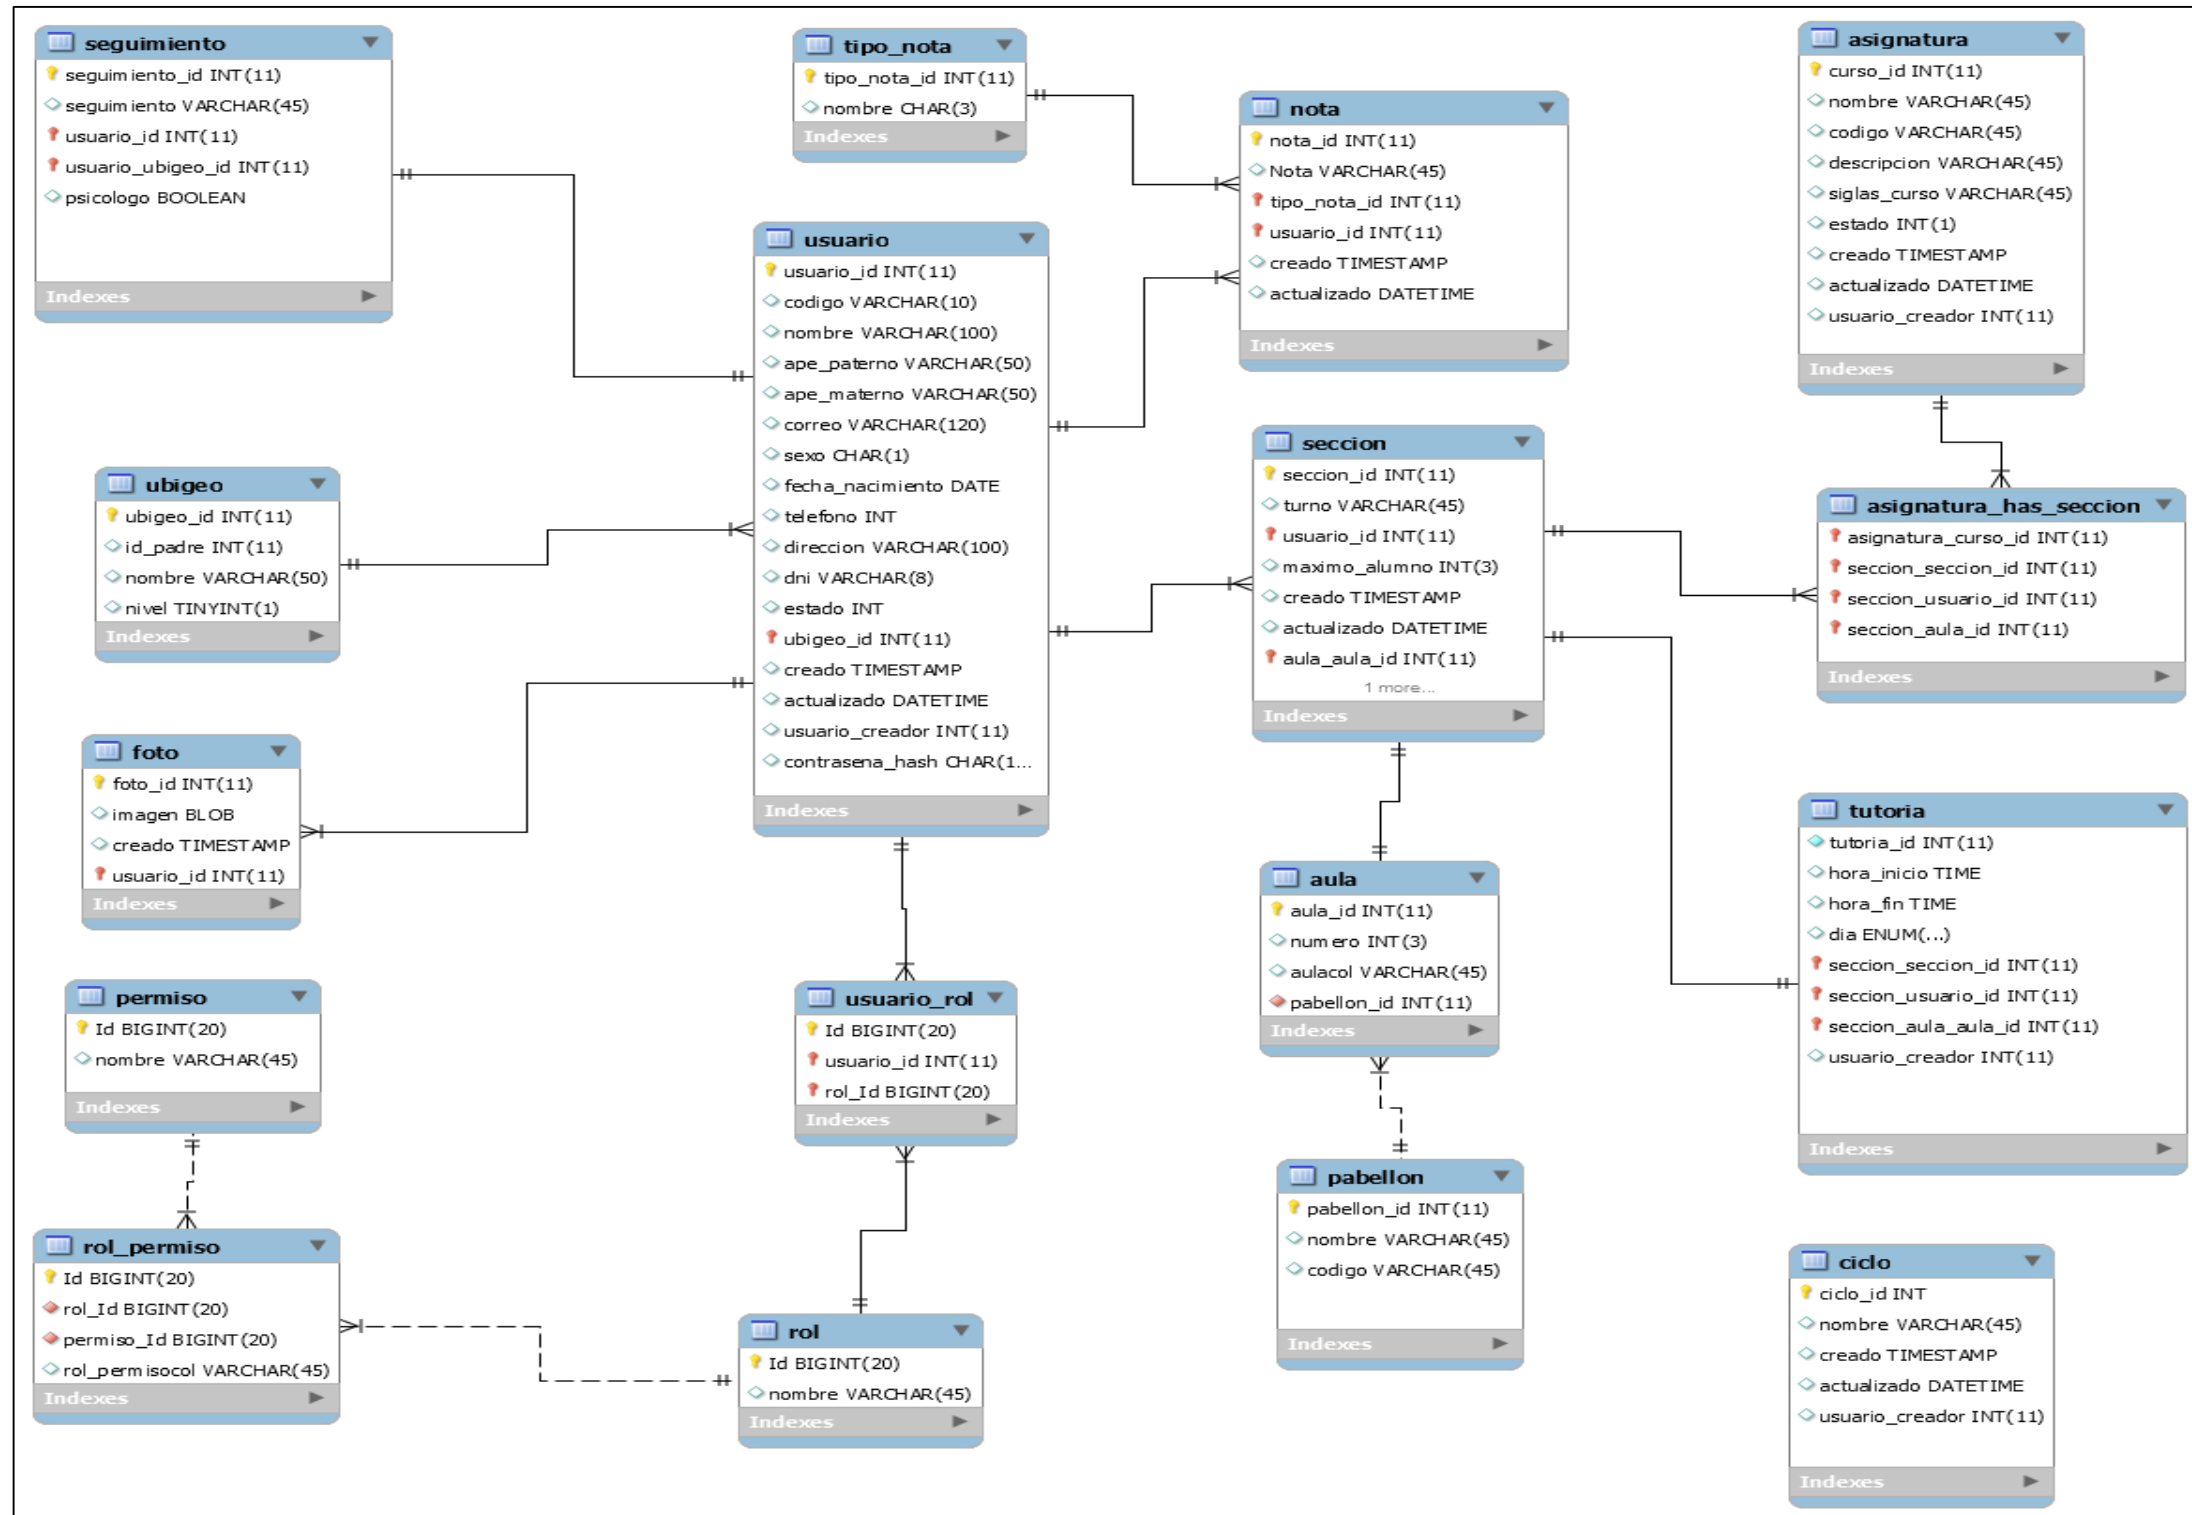 seguimiento
seguimiento_id INT(11)
seguimiento VARCHAR(45)
usuario_id INT(11)
usuario_ubigeo_id INT(11)
psicologo BOOLEAN
Indexes
tipo_nota
tipo_nota_id INT(11)
nombre CHAR(3)
Indexes
nota
nota_id INT(11)
Nota VARCHAR(45)
tipo_nota_id INT(11)
usuario_id INT(11)
creado TIMESTAMP
actualizado DATETIME
Indexes
asignatura
curso_id INT(11)
nombre VARCHAR(45)
codigo VARCHAR(45)
descripcion VARCHAR(45)
siglas_curso VARCHAR(45)
estado INT(1)
creado TIMESTAMP
actualizado DATETIME
usuario_creador INT(11)
Indexes
usuario
usuario_id INT(11)
codigo VARCHAR(10)
nombre VARCHAR(100)
ape_paterno VARCHAR(50)
ape_materno VARCHAR(50)
correo VARCHAR(120)
sexo CHAR(1)
fecha_nacimiento DATE
telefono INT
direccion VARCHAR(100)
dni VARCHAR(8)
estado INT
ubigeo_id INT(11)
creado TIMESTAMP
actualizado DATETIME
usuario_creador INT(11)
contrasena_hash CHAR(1...
Indexes
ubigeo
ubigeo_id INT(11)
id_padre INT(11)
nombre VARCHAR(50)
nivel TINYINT(1)
Indexes
seccion
seccion_id INT(11)
turno VARCHAR(45)
usuario_id INT(11)
maximo_alumno INT(3)
creado TIMESTAMP
actualizado DATETIME
aula_aula_id INT(11)
1 more...
Indexes
asignatura_has_seccion
asignatura_curso_id INT(11)
seccion_seccion_id INT(11)
seccion_usuario_id INT(11)
seccion_aula_id INT(11)
Indexes
foto
foto_id INT(11)
imagen BLOB
creado TIMESTAMP
usuario_id INT(11)
Indexes
aula
aula_id INT(11)
numero INT(3)
aulacol VARCHAR(45)
pabellon_id INT(11)
Indexes
tutoria
tutoria_id INT(11)
hora_inicio TIME
hora_fin TIME
dia ENUM(...)
seccion_seccion_id INT(11)
seccion_usuario_id INT(11)
seccion_aula_aula_id INT(11)
usuario_creador INT(11)
Indexes
permiso
Id BIGINT(20)
nombre VARCHAR(45)
Indexes
usuario_rol
Id BIGINT(20)
usuario_id INT(11)
rol_Id BIGINT(20)
Indexes
pabellon
pabellon_id INT(11)
nombre VARCHAR(45)
codigo VARCHAR(45)
Indexes
rol_permiso
Id BIGINT(20)
rol_Id BIGINT(20)
permiso_Id BIGINT(20)
rol_permisocol VARCHAR(45)
Indexes
rol
Id BIGINT(20)
nombre VARCHAR(45)
Indexes
ciclo
ciclo_id INT
nombre VARCHAR(45)
creado TIMESTAMP
actualizado DATETIME
usuario_creador INT(11)
Indexes